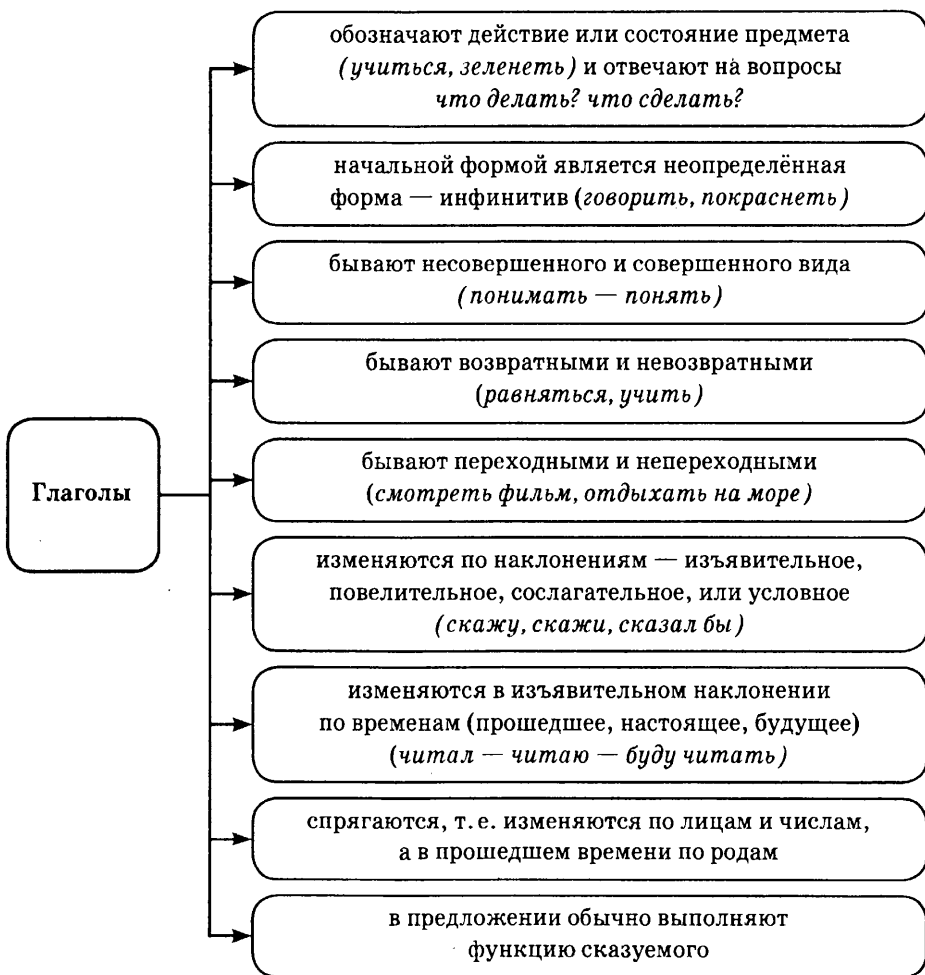 обозначают действие или состояние предмета
(учиться, зеленеть) и отвечают на вопросы
что делать? что сделать?
начальной формой является неопределённая
форма — инфинитив (говорить, покраснеть)
бывают несовершенного и совершенного вида
(понимать — понять)
бывают возвратными и невозвратными
(равняться, учить)
Глаголы
бывают переходными и непереходными
(смотреть фильм, отдыхать на море)
изменяются по наклонениям — изъявительное,
повелительное, сослагательное, или условное
(скажу, скажи, сказал бы)
изменяются в изъявительном наклонении
по временам (прошедшее, настоящее, будущее)
(читал — читаю — буду читать)
спрягаются, т. е. изменяются по лицам и числам,
а в прошедшем времени по родам
в предложении обычно выполняют
функцию сказуемого